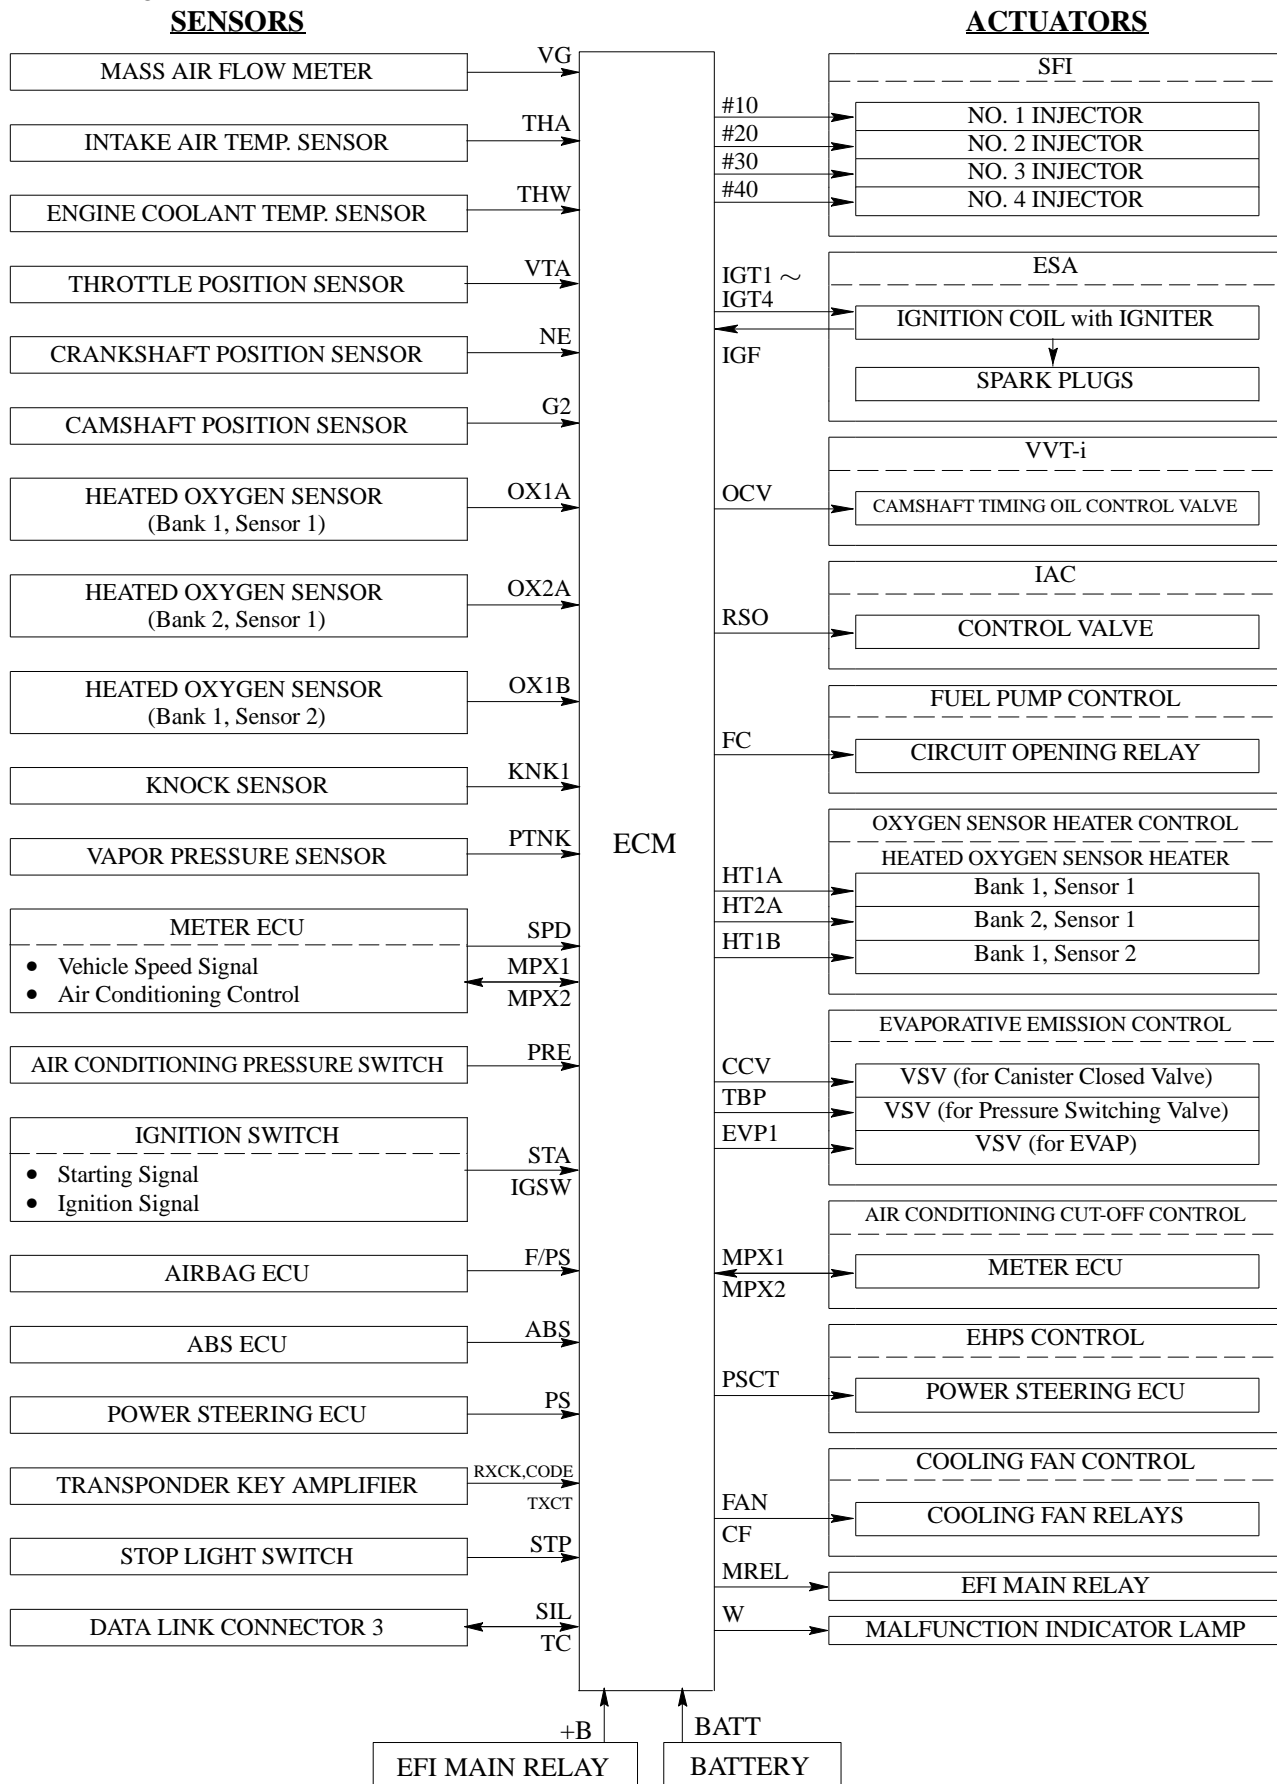 SENSORS
MASS AIR FLOW METER
VG
INTAKE AIR TEMP. SENSOR
THA
ENGINE COOLANT TEMP. SENSOR
THW
THROTTLE POSITION SENSOR
VTA
CRANKSHAFT POSITION SENSOR
NE
CAMSHAFT POSITION SENSOR
G2
HEATED OXYGEN SENSOR
(Bank 1, Sensor 1)
OX1A
HEATED OXYGEN SENSOR
(Bank 2, Sensor 1)
OX2A
HEATED OXYGEN SENSOR
(Bank 1, Sensor 2)
OX1B
KNOCK SENSOR
KNK1
VAPOR PRESSURE SENSOR
PTNK
METER ECU
● Vehicle Speed Signal
● Air Conditioning Control
SPD
MPX1
MPX2
AIR CONDITIONING PRESSURE SWITCH
PRE
IGNITION SWITCH
● Starting Signal
● Ignition Signal
STA
IGSW
AIRBAG ECU
F/PS
ABS ECU
ABS
POWER STEERING ECU
PS
TRANSPONDER KEY AMPLIFIER
RXCK,CODE
TXCT
STOP LIGHT SWITCH
STP
DATA LINK CONNECTOR 3
SIL
TC
ECM
ACTUATORS
SFI
#10
NO. 1 INJECTOR
#20
NO. 2 INJECTOR
#30
NO. 3 INJECTOR
#40
NO. 4 INJECTOR
ESA
IGT1 ~
IGT4
IGNITION COIL with IGNITER
IGF
SPARK PLUGS
VVT-i
OCV
CAMSHAFT TIMING OIL CONTROL VALVE
IAC
RSO
CONTROL VALVE
FUEL PUMP CONTROL
FC
CIRCUIT OPENING RELAY
OXYGEN SENSOR HEATER CONTROL
HEATED OXYGEN SENSOR HEATER
HT1A
Bank 1, Sensor 1
HT2A
Bank 2, Sensor 1
HT1B
Bank 1, Sensor 2
EVAPORATIVE EMISSION CONTROL
CCV
VSV (for Canister Closed Valve)
TBP
VSV (for Pressure Switching Valve)
EVP1
VSV (for EVAP)
AIR CONDITIONING CUT-OFF CONTROL
MPX1
MPX2
METER ECU
EHPS CONTROL
PSCT
POWER STEERING ECU
COOLING FAN CONTROL
FAN
CF
COOLING FAN RELAYS
MREL
EFI MAIN RELAY
W
MALFUNCTION INDICATOR LAMP
+B
EFI MAIN RELAY
BATT
BATTERY